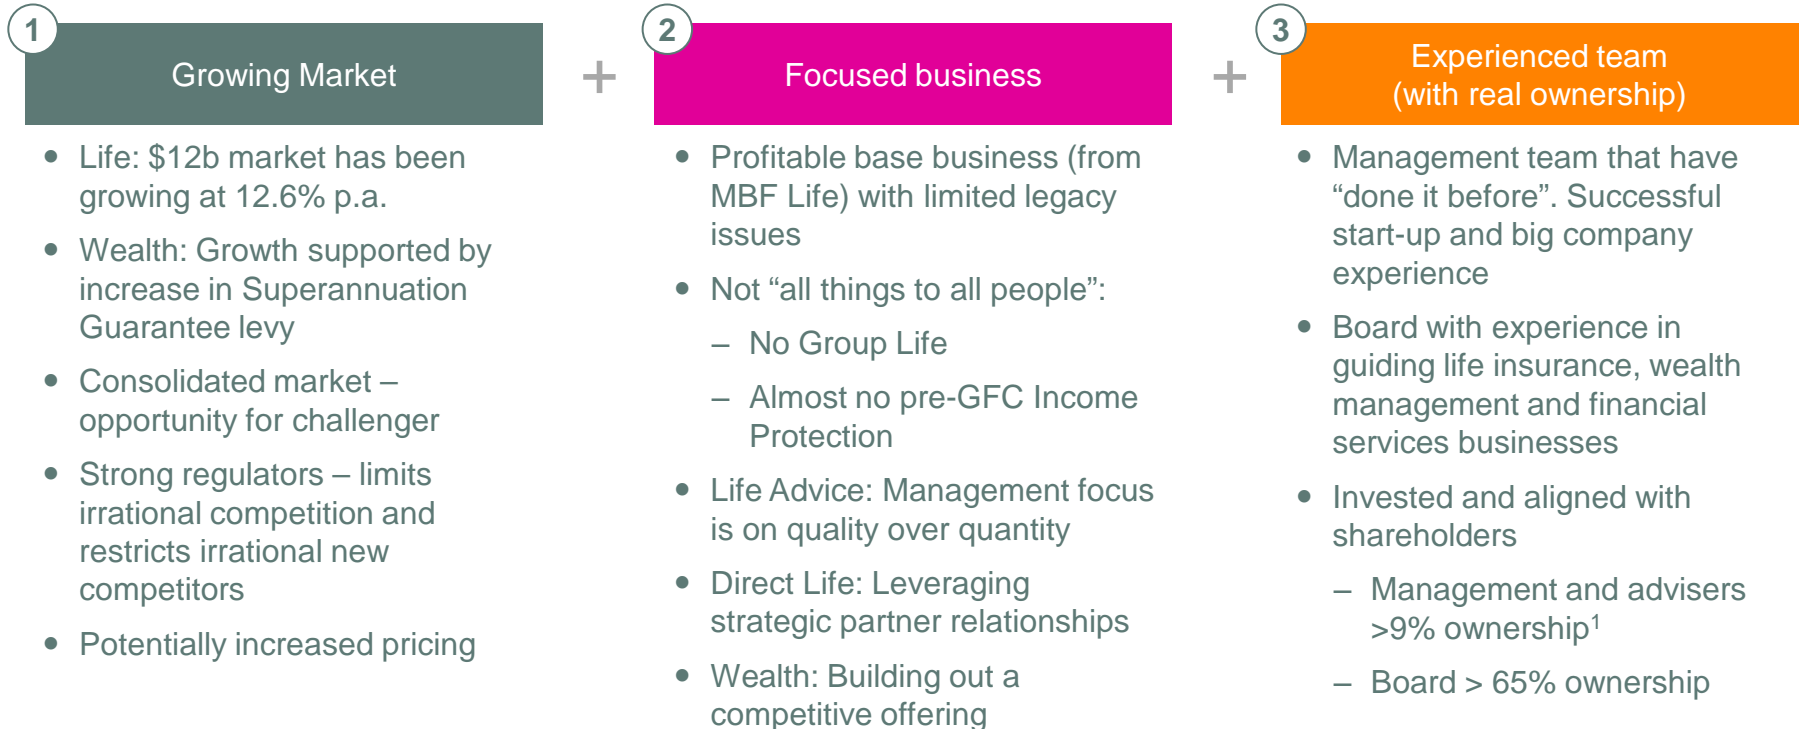 1
Growing Market
• Life: $12b market has been
growing at 12.6% p.a.
• Wealth: Growth supported by
increase in Superannuation
Guarantee levy
• Consolidated market –
opportunity for challenger
• Strong regulators – limits
irrational competition and
restricts irrational new
competitors
• Potentially increased pricing
+
2
Focused business
• Profitable base business (from
MBF Life) with limited legacy
issues
• Not “all things to all people”:
– No Group Life
– Almost no pre-GFC Income
Protection
• Life Advice: Management focus
is on quality over quantity
• Direct Life: Leveraging
strategic partner relationships
• Wealth: Building out a
competitive offering
+
3
Experienced team
(with real ownership)
• Management team that have
“done it before”. Successful
start-up and big company
experience
• Board with experience in
guiding life insurance, wealth
management and financial
services businesses
• Invested and aligned with
shareholders
– Management and advisers
>9% ownership¹
– Board > 65% ownership